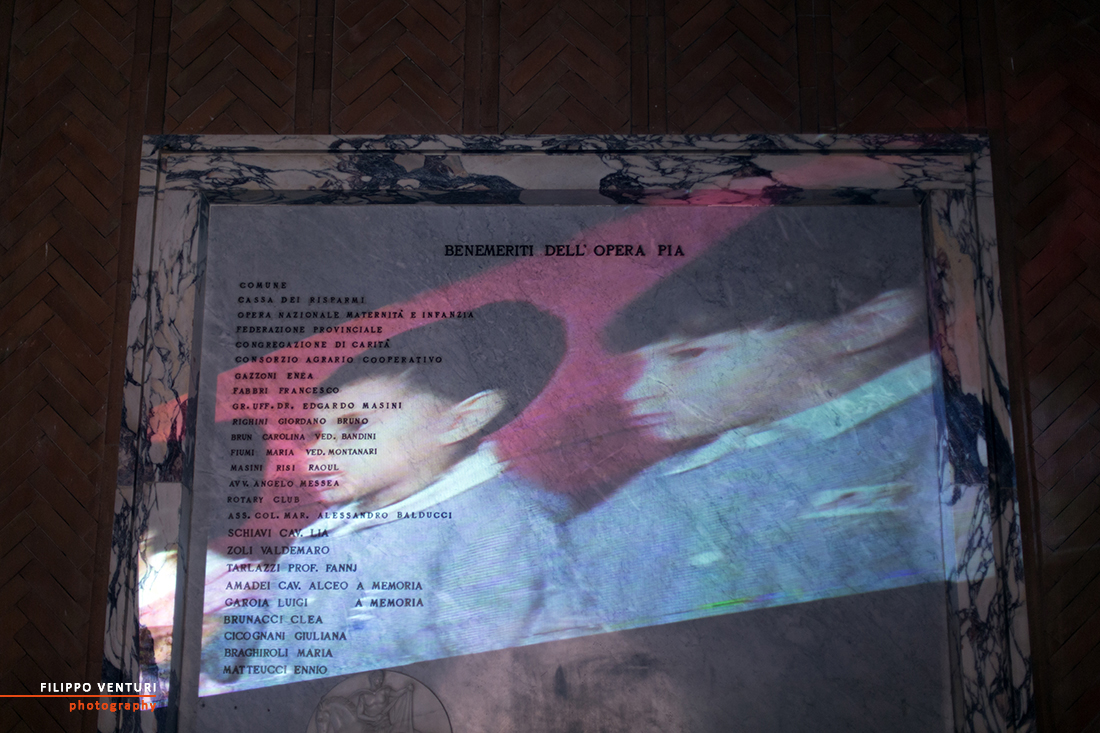 BENEMERITI DELL' OPERA PIA
COMUNE
CASSA DEI RISPARMI
OPERA NAZIONALE MATERNITÀ E INFANZIA
FEDERAZIONE PROVINCIALE
CONGREGAZIONE DI CARITÀ
CONSORZIO AGRARIO COOPERATIVO
GAZZONI ENEA
FABBRI FRANCESCO
GR. UFF. DR. EDGARDO MASINI
RIGHINI GIORDANO BRUNO
BRUN CAROLINA VED. BANDINI
FIUMI MARIA VED. MONTANARI
MASINI RISI RAOUL
AVV. ANGELO MESSEA
ROTARY CLUB
ASS. COL. MAR. ALESSANDRO BALDUCCI
SCHIAVI CAV. LIA
ZOLI VALDEMARO
TARLAZZI PROF. FANNJ
AMADEI CAV. ALCEO A MEMORIA
GAROIA LUIGI A MEMORIA
BRUNACCI CLEA
CICOGNANI GIULIANA
BRAGHIROLI MARIA
MATTEUCCI ENNIO
FILIPPO VENTURI
photography